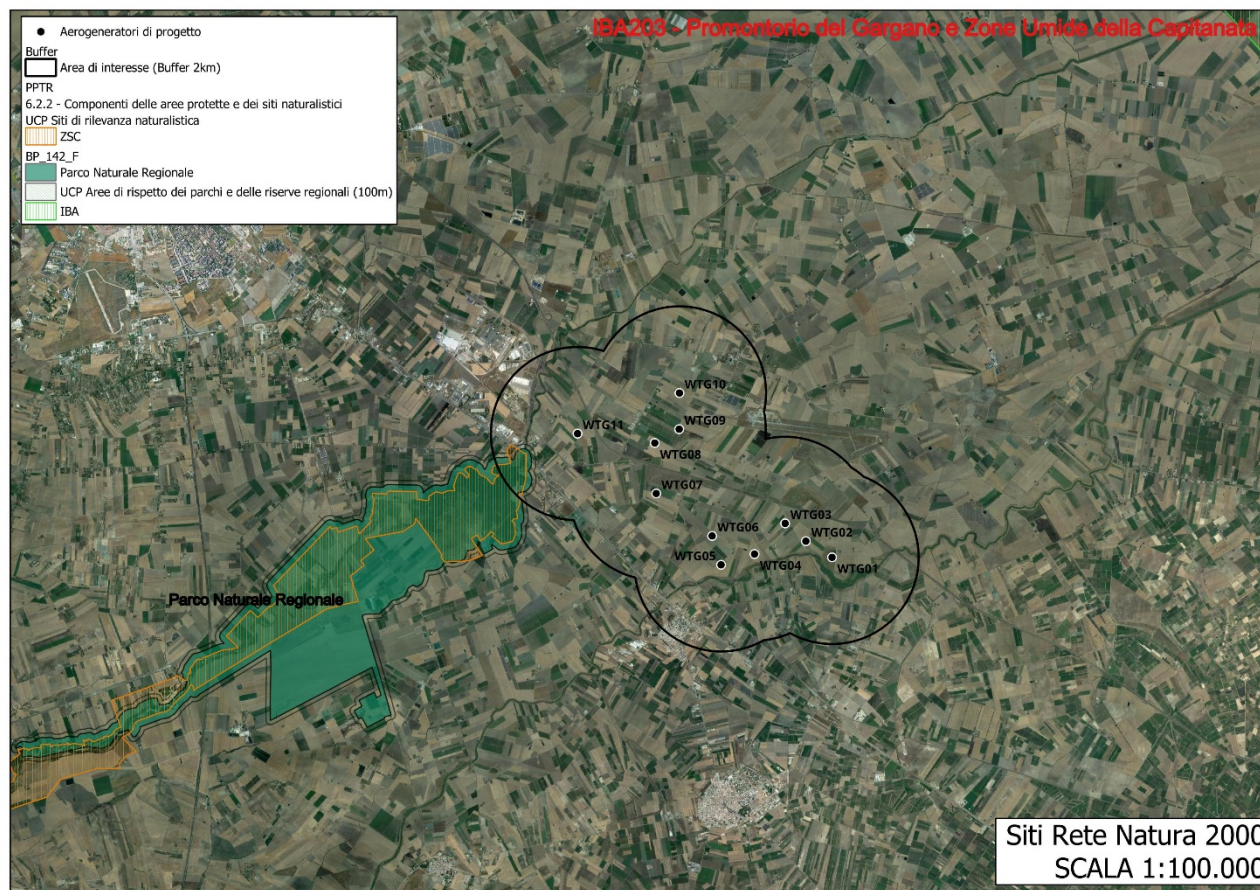 IBA203 - Promontorio del Gargano e Zone Umide della Capitanata
Aerogeneratori di progetto
Buffer
Area di interesse (Buffer 2km)
PPTR
6.2.2 - Componenti delle aree protette e dei siti naturalistici
UCP Siti di rilevanza naturalistica
ZSC
BP_142_F
Parco Naturale Regionale
UCP Aree di rispetto dei parchi e delle riserve regionali (100m)
IBA
WTG10
WTG11
WTG09
WTG08
WTG07
WTG03
WTG06
WTG02
WTG05
WTG04
WTG01
Parco Naturale Regionale
Siti Rete Natura 2000
SCALA 1:100.00